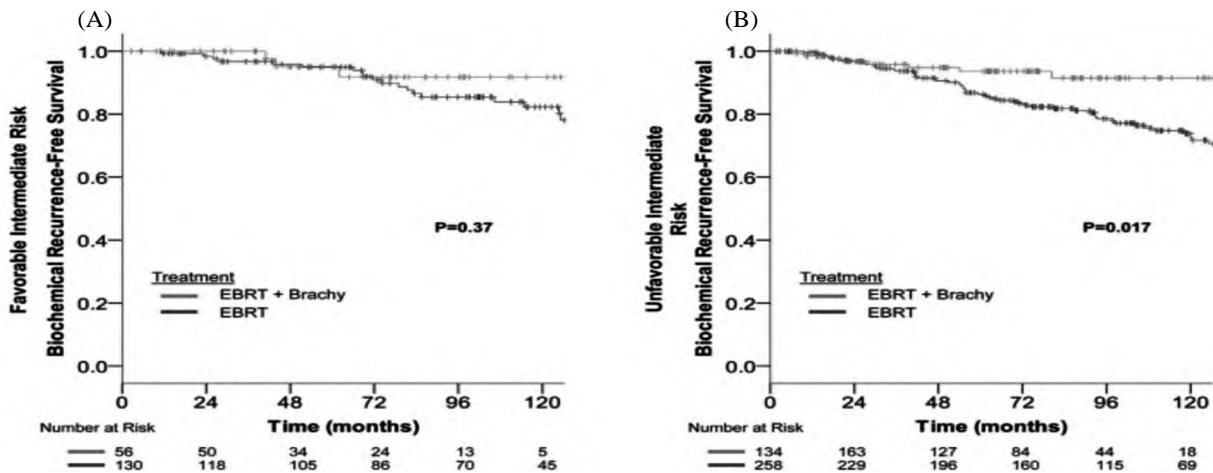 (A)
Favorable Intermediate Risk
Biochemical Recurrence-Free Survival
1.0
0.8
0.6
0.4
0.2
0.0
P=0.37
Treatment
EBRT + Brachy
EBRT
0 24 48 72 96 120
Time (months)
Number at Risk
56 50 34 24 13 5
130 118 105 86 70 45
(B)
Unfavorable Intermediate
Risk
Biochemical Recurrence-Free Survival
1.0
0.8
0.6
0.4
0.2
0.0
P=0.017
Treatment
EBRT + Brachy
EBRT
0 24 48 72 96 120
Time (months)
Number at Risk
134 163 127 84 44 18
258 229 196 160 115 69